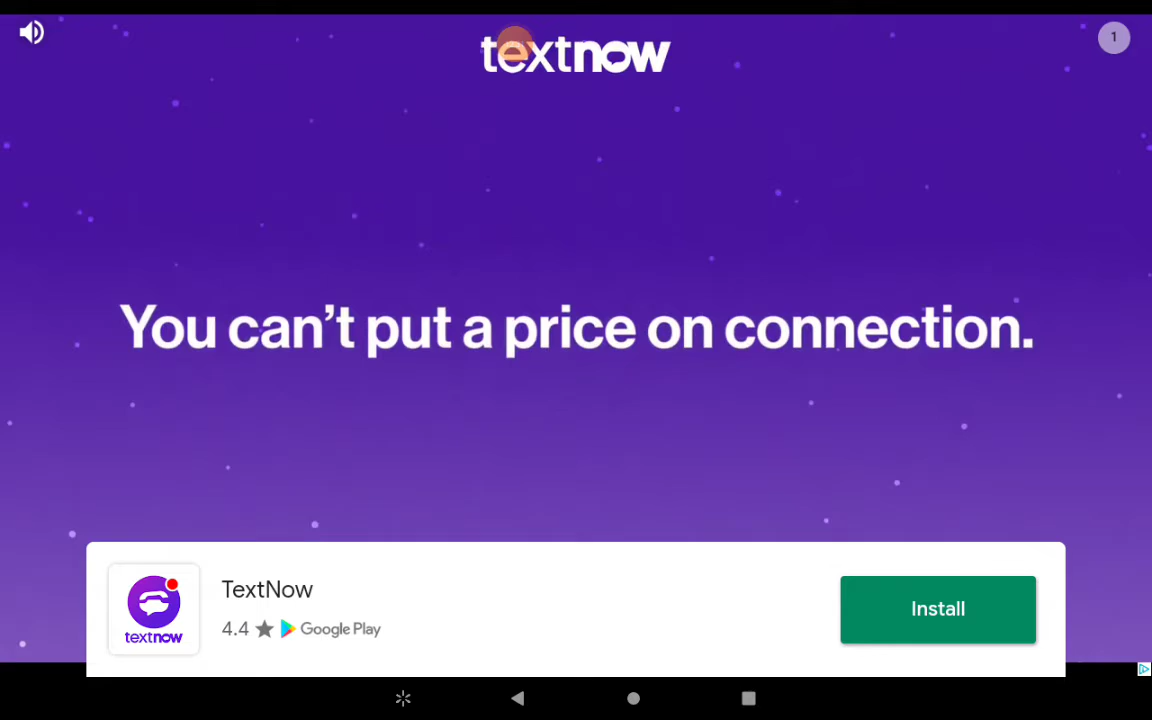 textnow
1
You can't put a price on connection.
TextNow
4.4 Google Play
textnow
Install